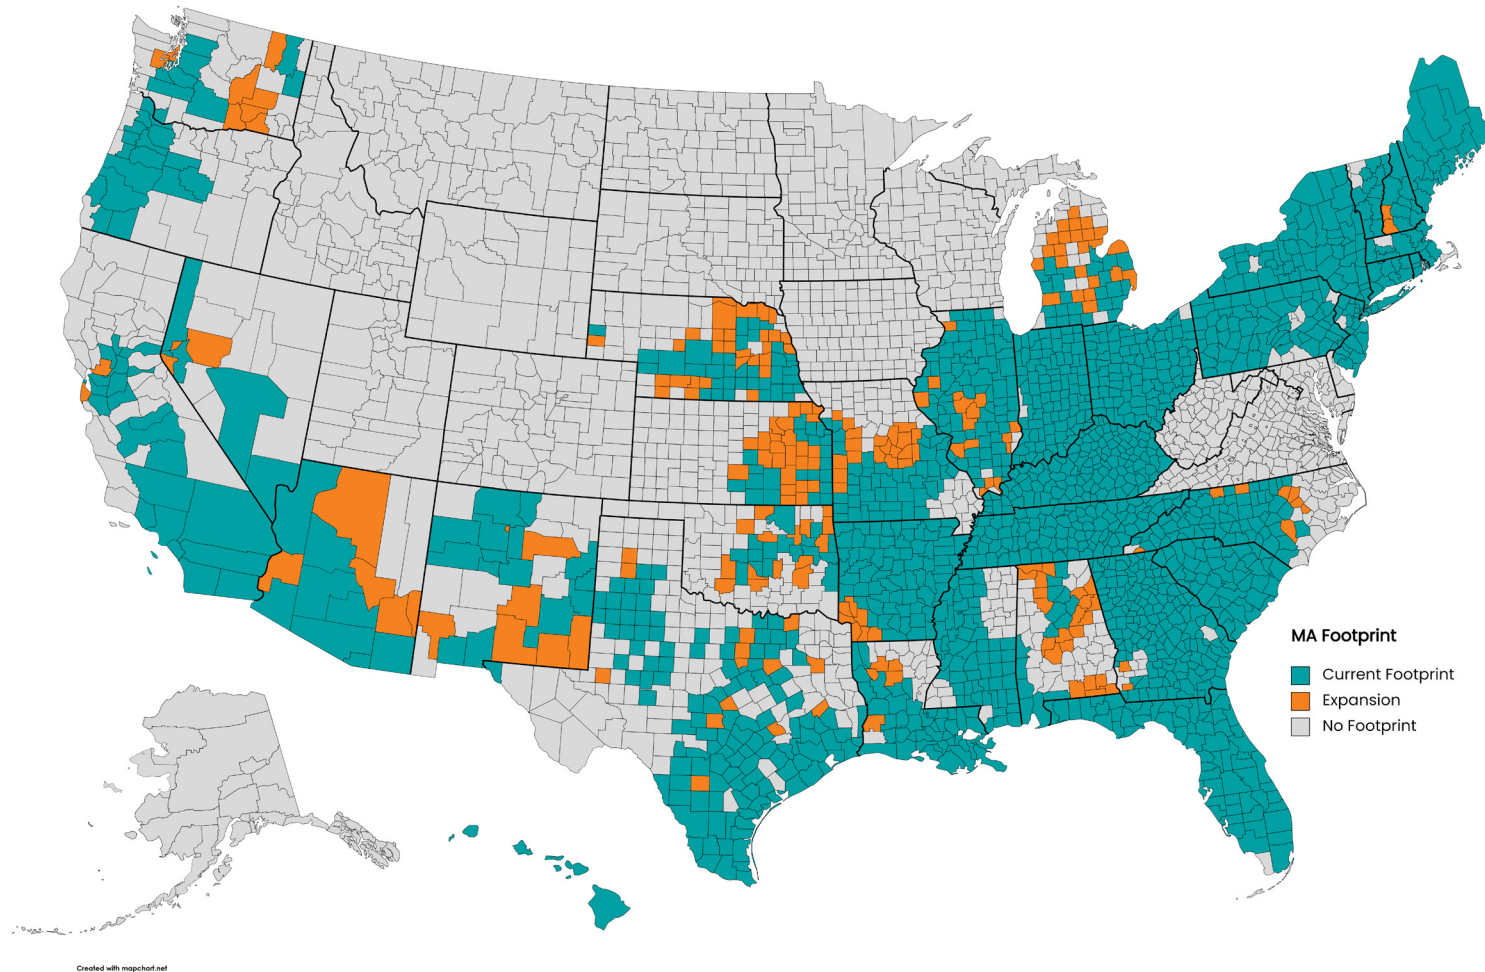 MA Footprint
Current Footprint
Expansion
No Footprint
Created with mapchart.net